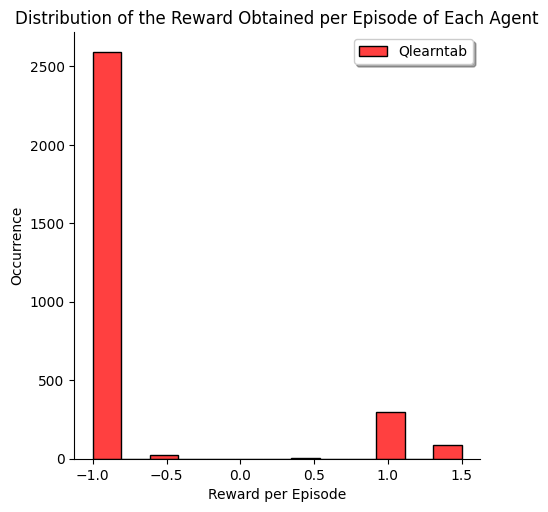 Distribution of the Reward Obtained per Episode of Each Agent
Qlearntab
2500
2000
1500
1000
500
0
Occurrence
−1.0 −0.5 0.0 0.5 1.0 1.5
Reward per Episode